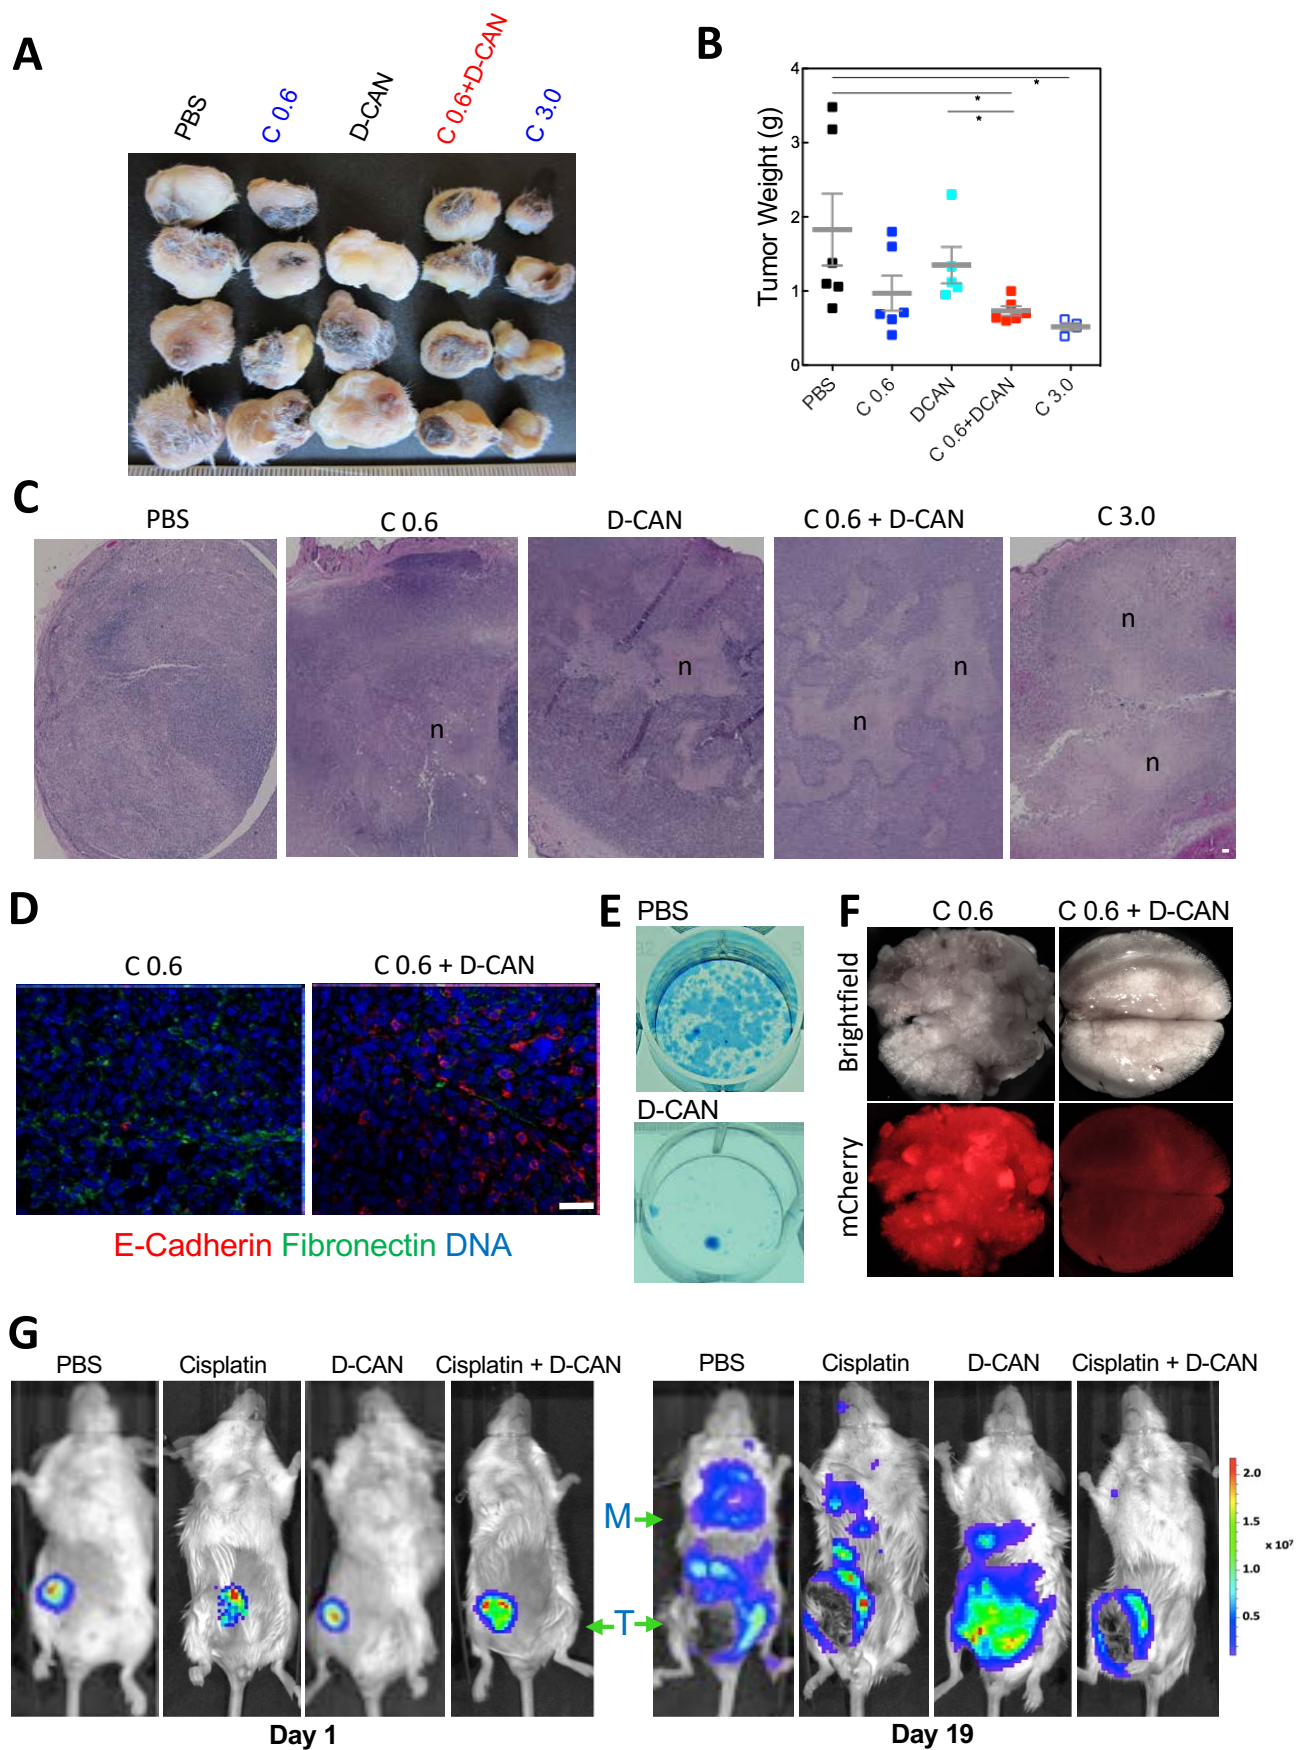 A
PBS
C 0.6
D-CAN
C 0.6+D-CAN
C 3.0
B
Tumor Weight (g)
4
3
2
1
0
*
*
*
PBS
C 0.6
DCAN
C 0.6+DCAN
C 3.0
C
PBS
C 0.6
D-CAN
C 0.6 + D-CAN
C 3.0
n
n
n
n
n
n
D
C 0.6
C 0.6 + D-CAN
E-Cadherin Fibronectin DNA
E
PBS
D-CAN
F
C 0.6
C 0.6 + D-CAN
Brightfield
mCherry
G
PBS
Cisplatin
D-CAN
Cisplatin + D-CAN
PBS
Cisplatin
D-CAN
Cisplatin + D-CAN
M
T
2.0
1.5
x 10⁷
1.0
0.5
Day 1
Day 19